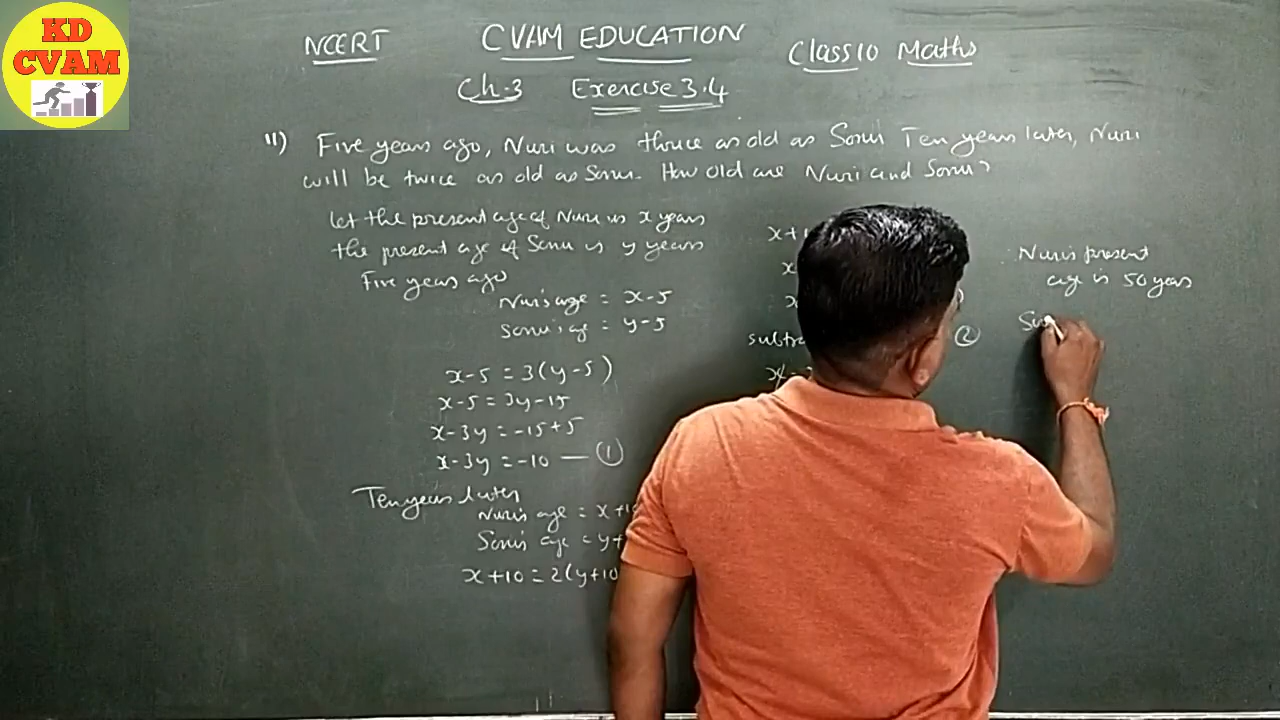 KD
CVAM
NCERT
CVAM EDUCATION
Class 10 Maths
Ch-3 Exercise 3.4
11) Five years ago, Nuri was thrice as old as Sonu Ten years later, Nuri
will be twice as old as Sonu. How old are Nuri and Sonu?
let the present age of Nuri is x years
the present age of Sonu is y years
Five years ago
Nuri's age = x-5
Sonu's age = y-5
x-5 = 3(y-5)
x-5 = 3y-15
x-3y = -15+5
x-3y = -10 — ①
Ten years later
Nuri's age = x+10
Sonu's age = y+
x+10 = 2(y+10
x+1
x
x
subtra
②
Nuri's present
age is 50 years